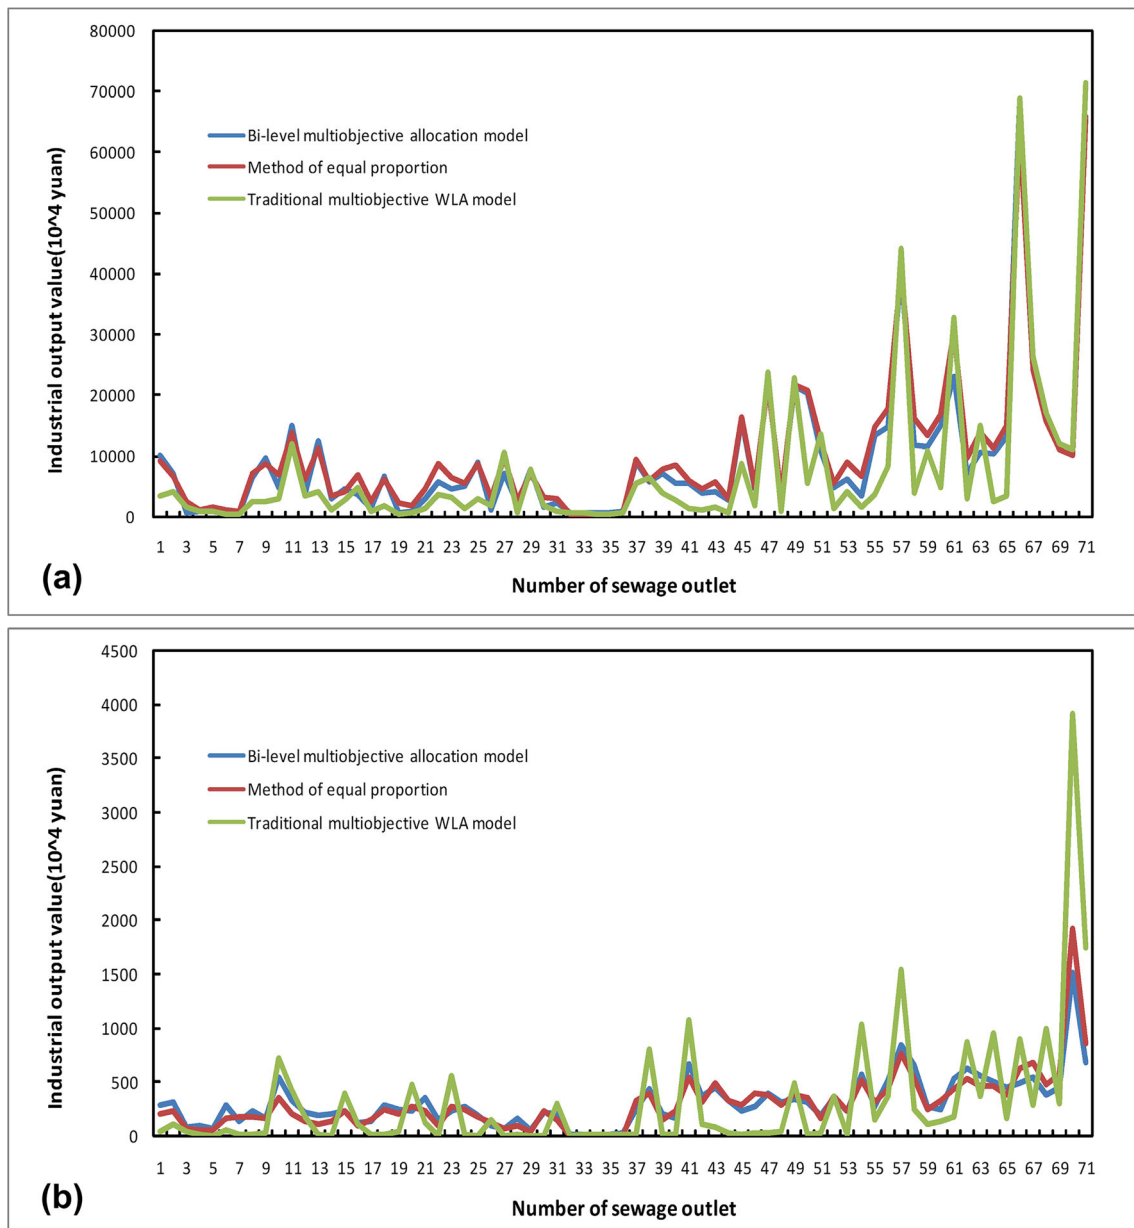 80000
70000
60000
50000
40000
30000
20000
10000
0
Industrial output value(10^4 yuan)
Bi-level multiobjective allocation model
Method of equal proportion
Traditional multiobjective WLA model
1 3 5 7 9 11 13 15 17 19 21 23 25 27 29 31 33 35 37 39 41 43 45 47 49 51 53 55 57 59 61 63 65 67 69 71
(a)
Number of sewage outlet
4500
4000
3500
3000
2500
2000
1500
1000
500
0
Industrial output value(10^4 yuan)
Bi-level multiobjective allocation model
Method of equal proportion
Traditional multiobjective WLA model
1 3 5 7 9 11 13 15 17 19 21 23 25 27 29 31 33 35 37 39 41 43 45 47 49 51 53 55 57 59 61 63 65 67 69 71
(b)
Number of sewage outlet